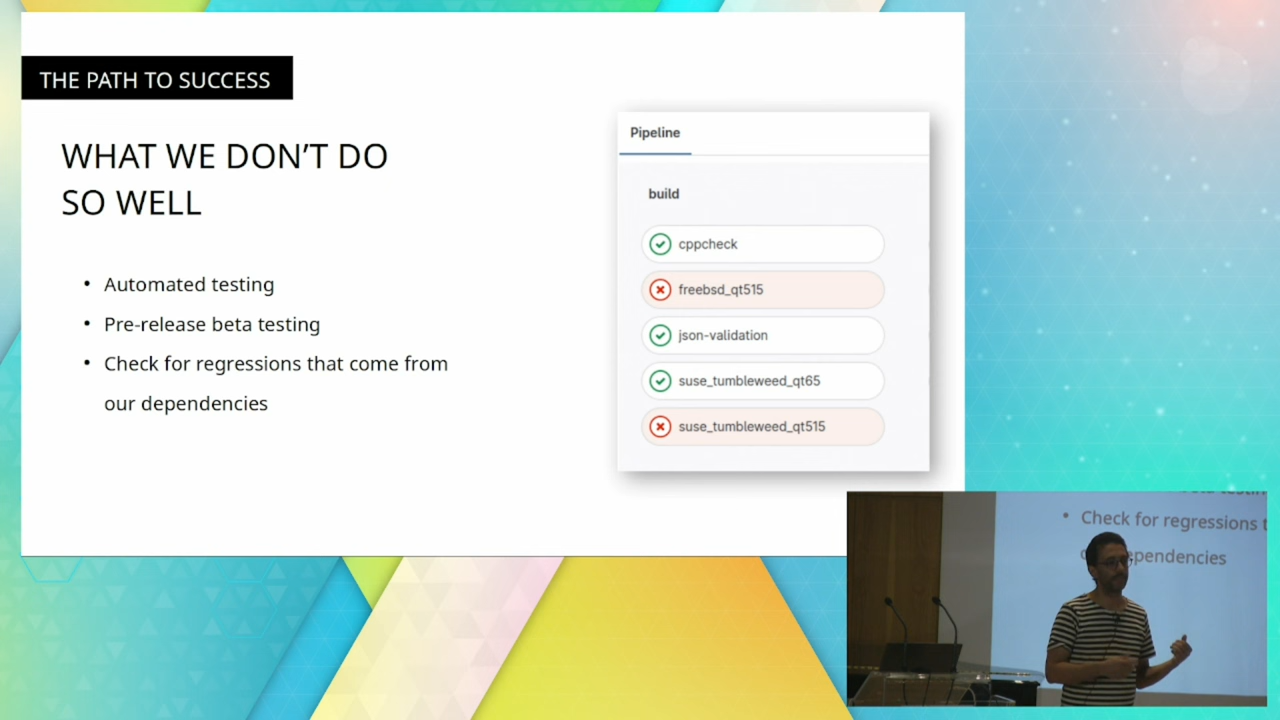 THE PATH TO SUCCESS
WHAT WE DON'T DO
SO WELL
• Automated testing
• Pre-release beta testing
• Check for regressions that come from
our dependencies
Pipeline
build
cppcheck
freebsd_qt515
json-validation
suse_tumbleweed_qt65
suse_tumbleweed_qt515
• Check for regressions t
ependencies